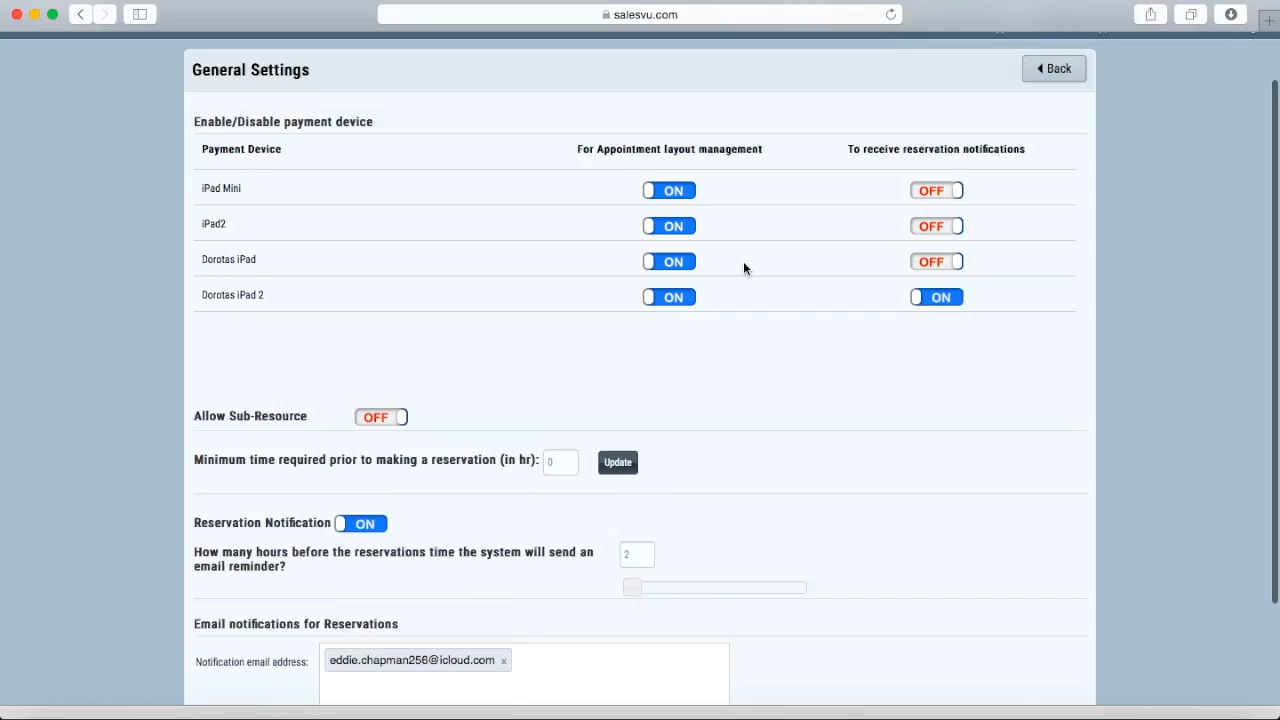 salesvu.com
General Settings
Back
Enable/Disable payment device
Payment Device For Appointment layout management To receive reservation notifications
iPad Mini ON OFF
iPad2 ON OFF
Dorotas iPad ON OFF
Dorotas iPad 2 ON ON
Allow Sub-Resource OFF
Minimum time required prior to making a reservation (in hr): 0 Update
Reservation Notification ON
How many hours before the reservations time the system will send an 2
email reminder?
Email notifications for Reservations
Notification email address: eddie.chapman256@icloud.com x